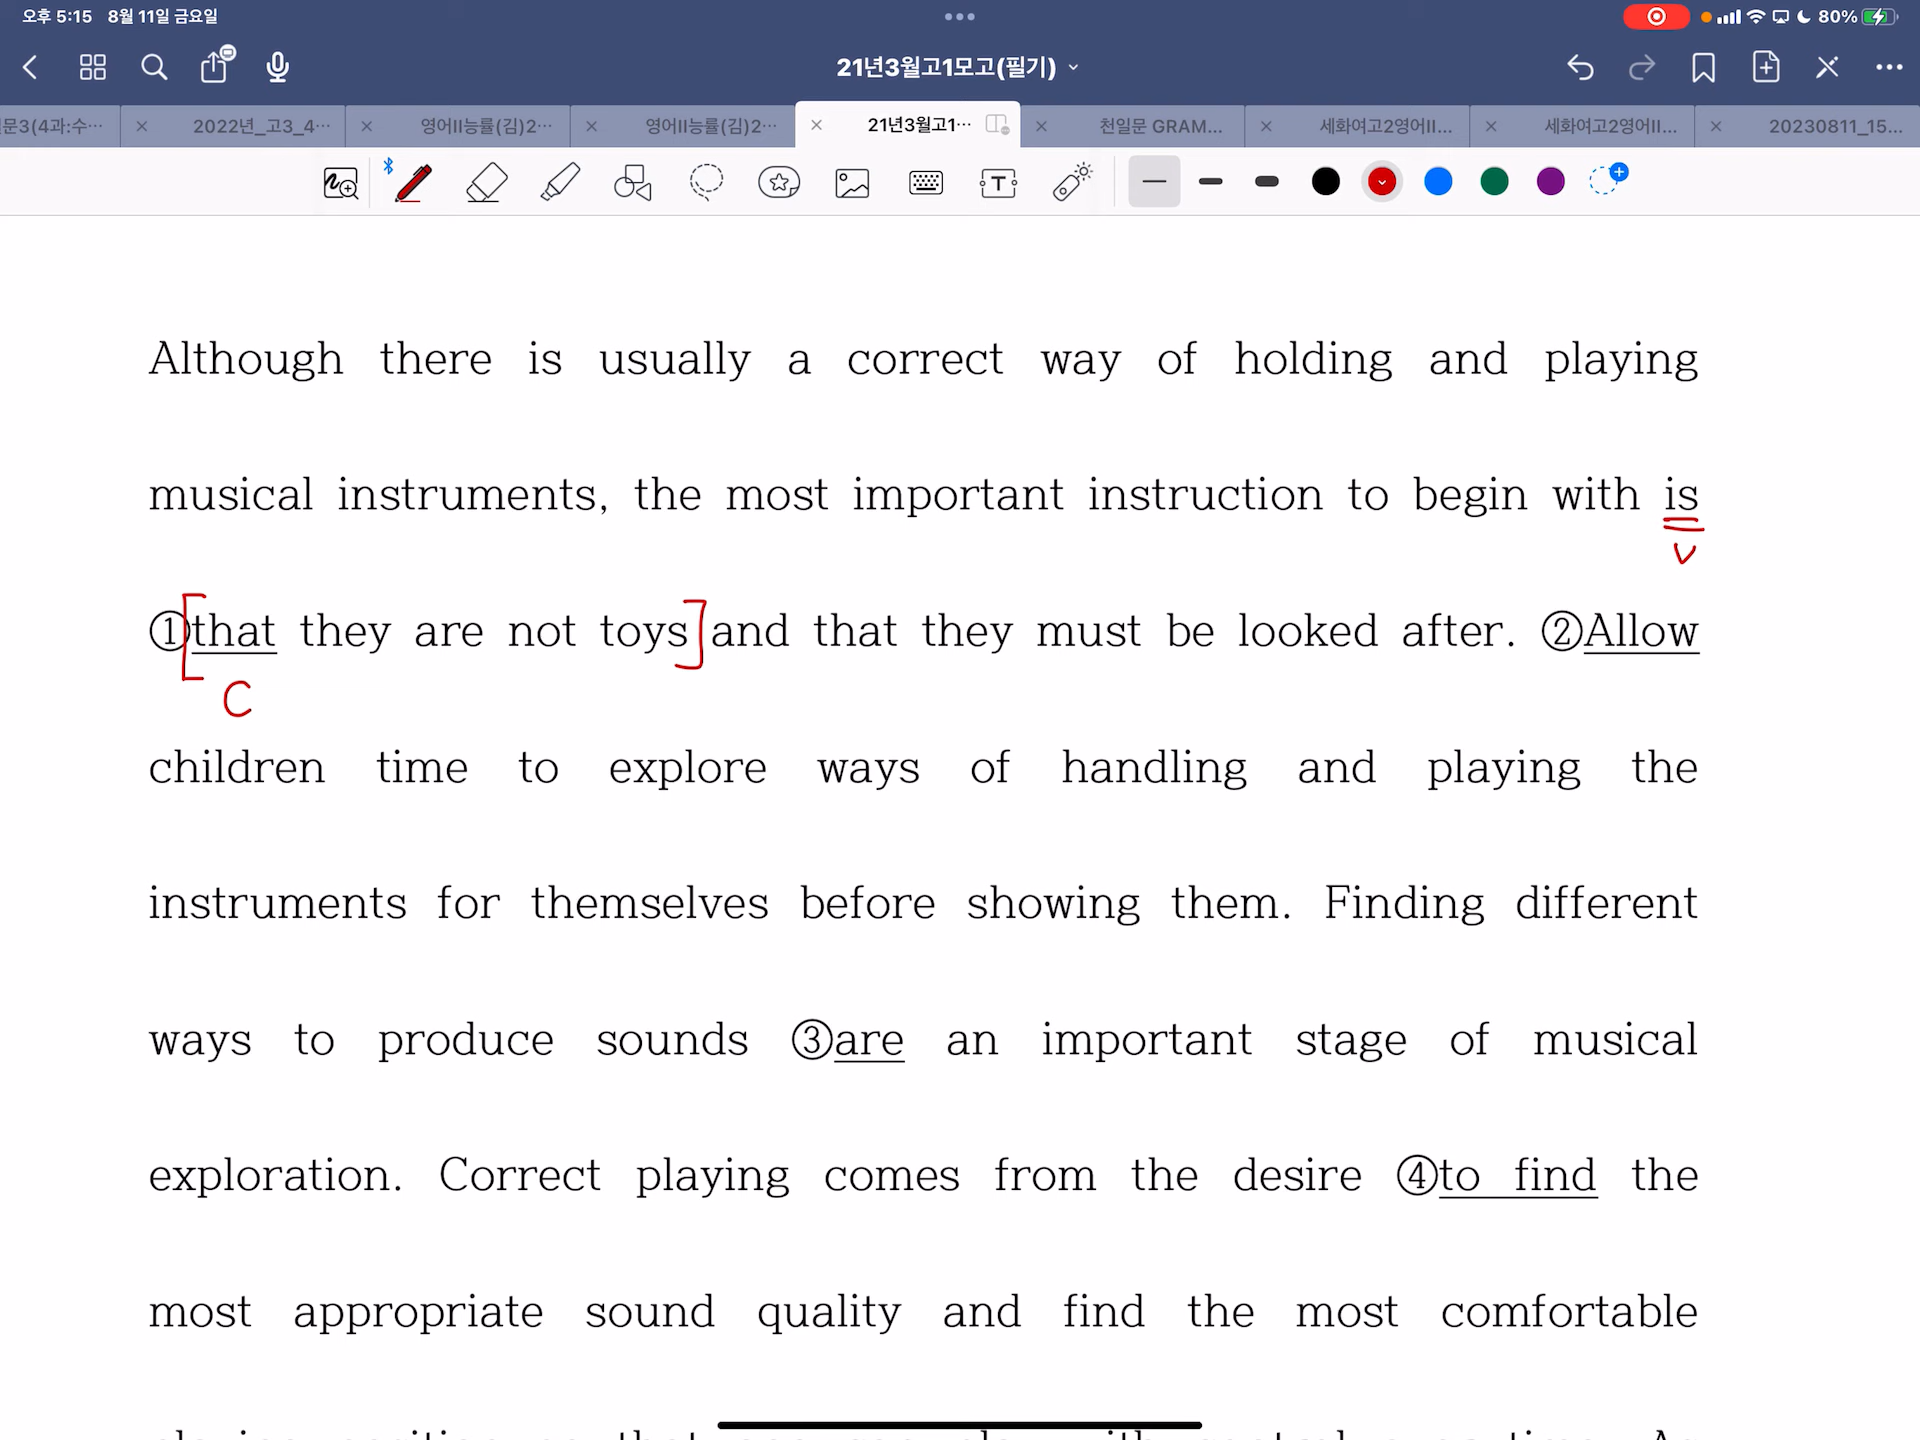 오후 5:15 8월 11일 금요일
80%
21년3월고1모고(필기)
문3(4과:수··· 2022년_고3_4··· 영어II능률(김)2··· 영어II능률(김)2··· 21년3월고1··· 천일문 GRAM... 세화여고2영어II... 세화여고2영어II... 20230811_15...
T
Although there is usually a correct way of holding and playing
musical instruments, the most important instruction to begin with is
V
①[that they are not toys] and that they must be looked after. ②Allow
C
children time to explore ways of handling and playing the
instruments for themselves before showing them. Finding different
ways to produce sounds ③are an important stage of musical
exploration. Correct playing comes from the desire ④to find the
most appropriate sound quality and find the most comfortable